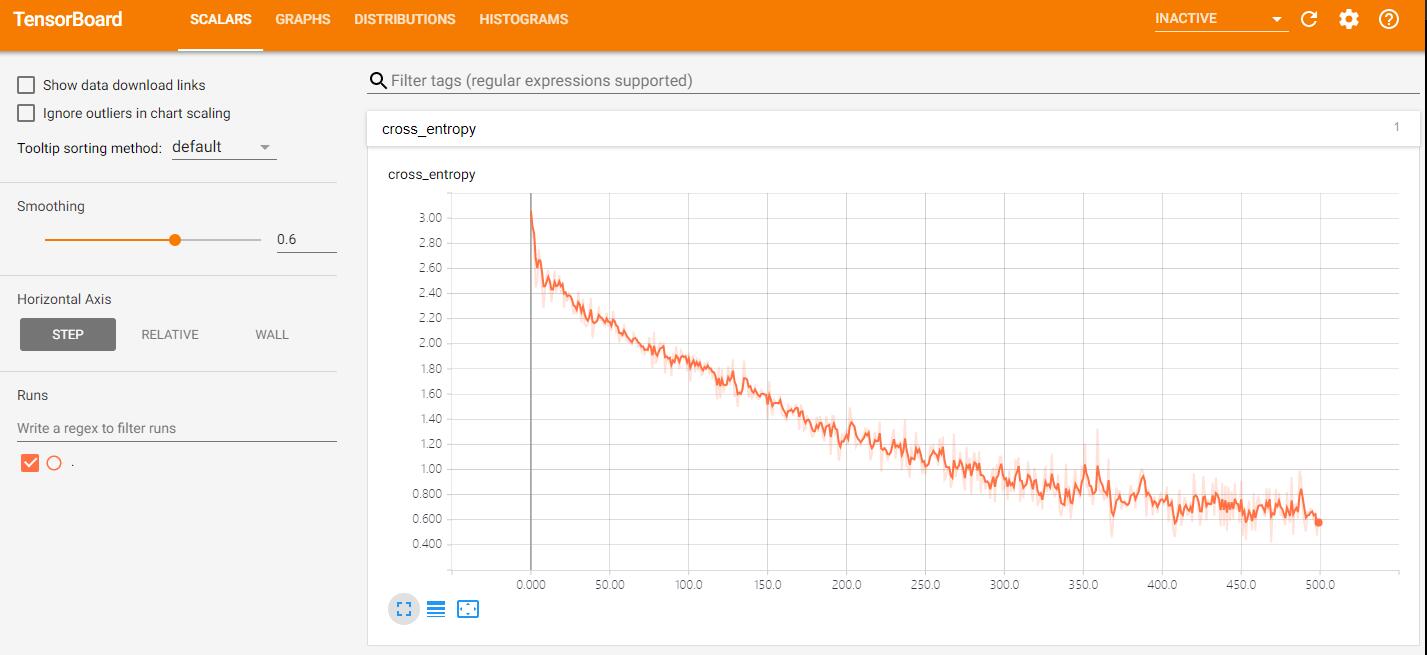 TensorBoard SCALARS GRAPHS DISTRIBUTIONS HISTOGRAMS INACTIVE
Show data download links
Ignore outliers in chart scaling
Tooltip sorting method: default
Smoothing
0.6
Horizontal Axis
STEP RELATIVE WALL
Runs
Write a regex to filter runs
.
Filter tags (regular expressions supported)
cross_entropy 1
cross_entropy
3.00
2.80
2.60
2.40
2.20
2.00
1.80
1.60
1.40
1.20
1.00
0.800
0.600
0.400
0.000 50.00 100.0 150.0 200.0 250.0 300.0 350.0 400.0 450.0 500.0